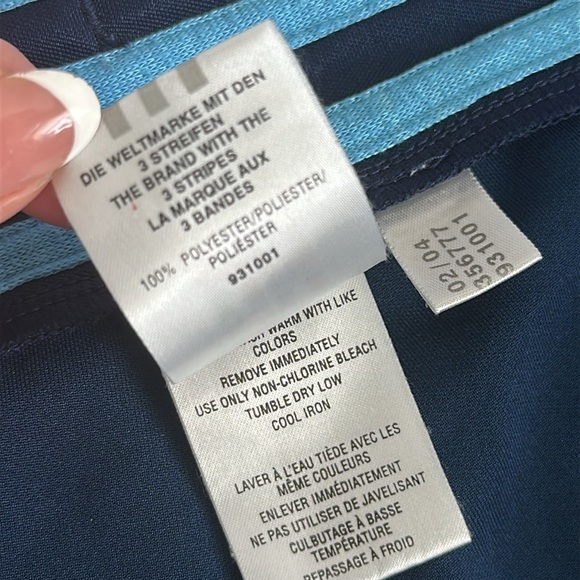 DIE WELTMARKE MIT DEN
3 STREIFEN
THE BRAND WITH THE
3 STRIPES
LA MARQUE AUX
3 BANDES
100% POLYESTER/POLIESTER/
POLIÉSTER
931001
02/04
356777
931001
WARM WITH LIKE
COLORS
REMOVE IMMEDIATELY
USE ONLY NON-CHLORINE BLEACH
TUMBLE DRY LOW
COOL IRON
LAVER À L'EAU TIÈDE AVEC LES
MÊME COULEURS
ENLEVER IMMÉDIATEMENT
NE PAS UTILISER DE JAVELISANT
CULBUTAGE À BASSE
TEMPÉRATURE
REPASSAGE À FROID